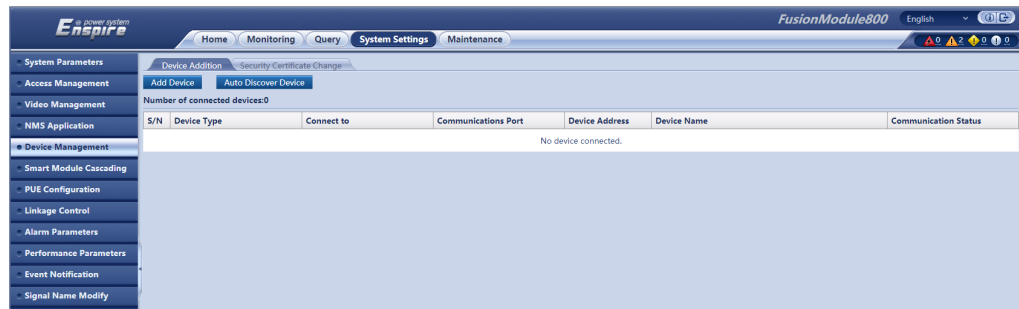 e power system
Enspire
FusionModule800 English
Home Monitoring Query System Settings Maintenance
0 2 0 0
System Parameters
Access Management
Video Management
NMS Application
Device Management
Smart Module Cascading
PUE Configuration
Linkage Control
Alarm Parameters
Performance Parameters
Event Notification
Signal Name Modify
Device Addition Security Certificate Change
Add Device Auto Discover Device
Number of connected devices:0
S/N Device Type Connect to Communications Port Device Address Device Name Communication Status
No device connected.